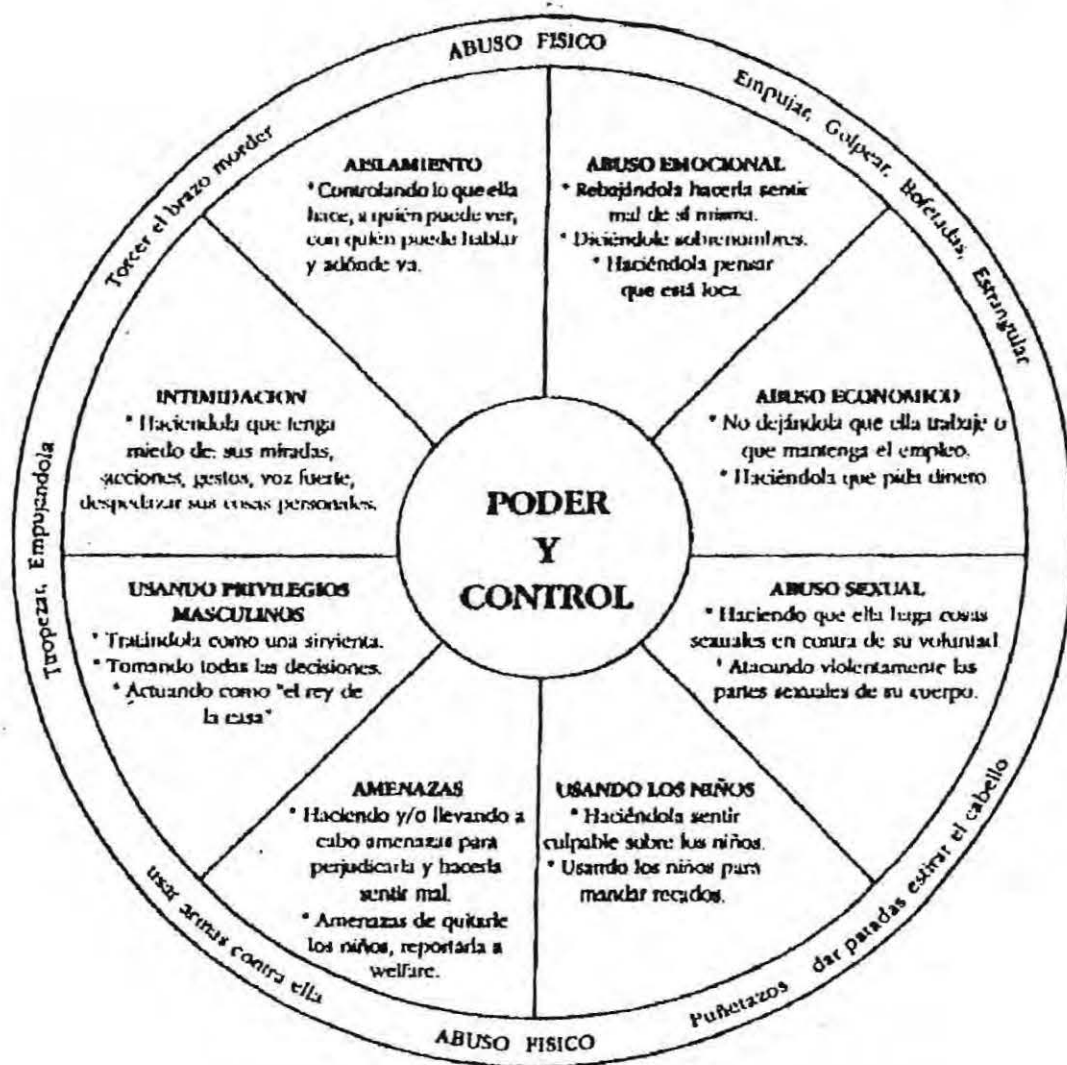 ABUSO FISICO
Empujar, Golpear, Bofetadas, Estrangular
dar patadas estirar el cabello
Puñetazos
ABUSO FISICO
usar armas contra ella
Turopezar, Empujandola
Torcer el brazo morder
AISLAMIENTO
* Controlando lo que ella
hace, a quién puede ver,
con quién puede hablar
y adónde va.
ABUSO EMOCIONAL
* Rebajándola hacerla sentir
mal de sí misma.
* Diciéndole sobrenombres.
* Haciéndola pensar
que está loca.
INTIMIDACION
* Haciendola que tenga
miedo de: sus miradas,
acciones, gestos, voz fuerte,
despedazar sus cosas personales.
ABUSO ECONOMICO
* No dejándola que ella trabaje o
que mantenga el empleo.
* Haciéndola que pida dinero
PODER
Y
CONTROL
USANDO PRIVILEGIOS
MASCULINOS
* Tratándola como una sirvienta.
* Tomando todas las decisiones.
* Actuando como "el rey de
la casa"
ABUSO SEXUAL
* Haciendo que ella haga cosas
sexuales en contra de su voluntad
* Atacando violentamente las
partes sexuales de su cuerpo.
AMENAZAS
* Haciendo y/o llevando a
cabo amenazas para
perjudicarla y hacerla
sentir mal.
* Amenazas de quitarle
los niños, reportarla a
welfare.
USANDO LOS NIÑOS
* Haciéndola sentir
culpable sobre los niños.
* Usando los niños para
mandar recados.